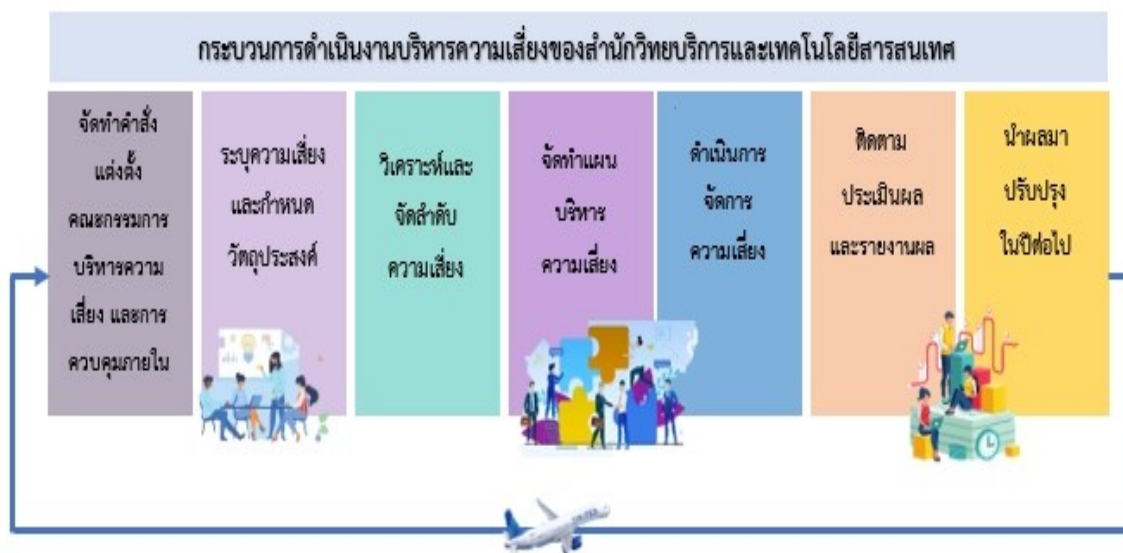 กระบวนการดำเนินงานบริหารความเสี่ยงของสำนักวิทยบริการและเทคโนโลยีสารสนเทศ
จัดทำคำสั่ง
แต่งตั้ง
คณะกรรมการ
บริหารความ
เสี่ยง และการ
ควบคุมภายใน
ระบุความเสี่ยง
และกำหนด
วัตถุประสงค์
วิเคราะห์และ
จัดลำดับ
ความเสี่ยง
จัดทำแผน
บริหาร
ความเสี่ยง
ดำเนินการ
จัดการ
ความเสี่ยง
ติดตาม
ประเมินผล
และรายงานผล
นำผลมา
ปรับปรุง
ในปีต่อไป